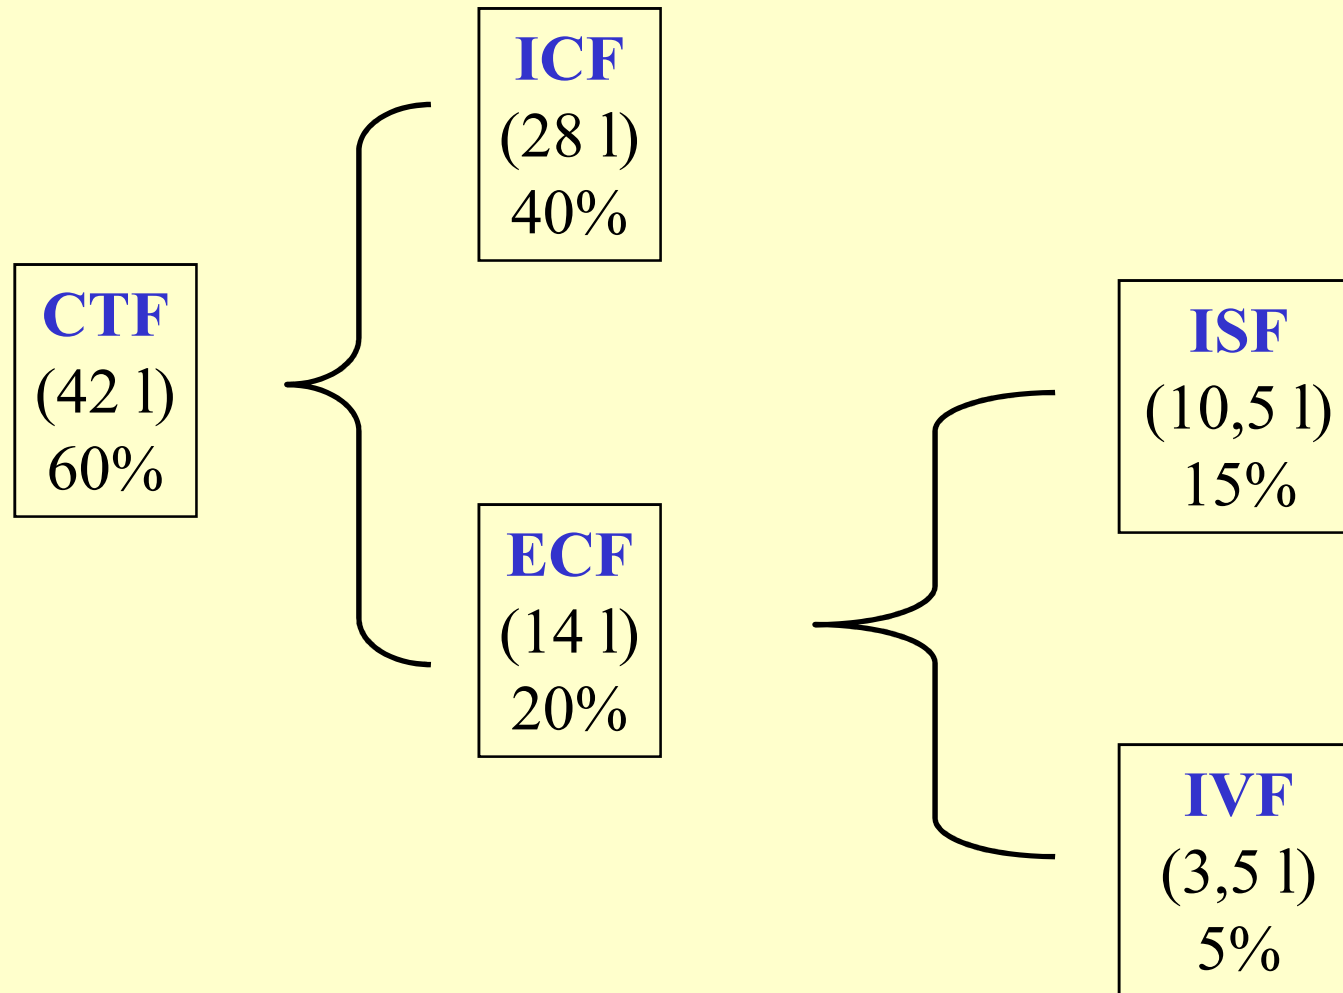 ICF
(28 l)
40%
CTF
(42 l)
60%
ECF
(14 l)
20%
ISF
(10,5 l)
15%
IVF
(3,5 l)
5%